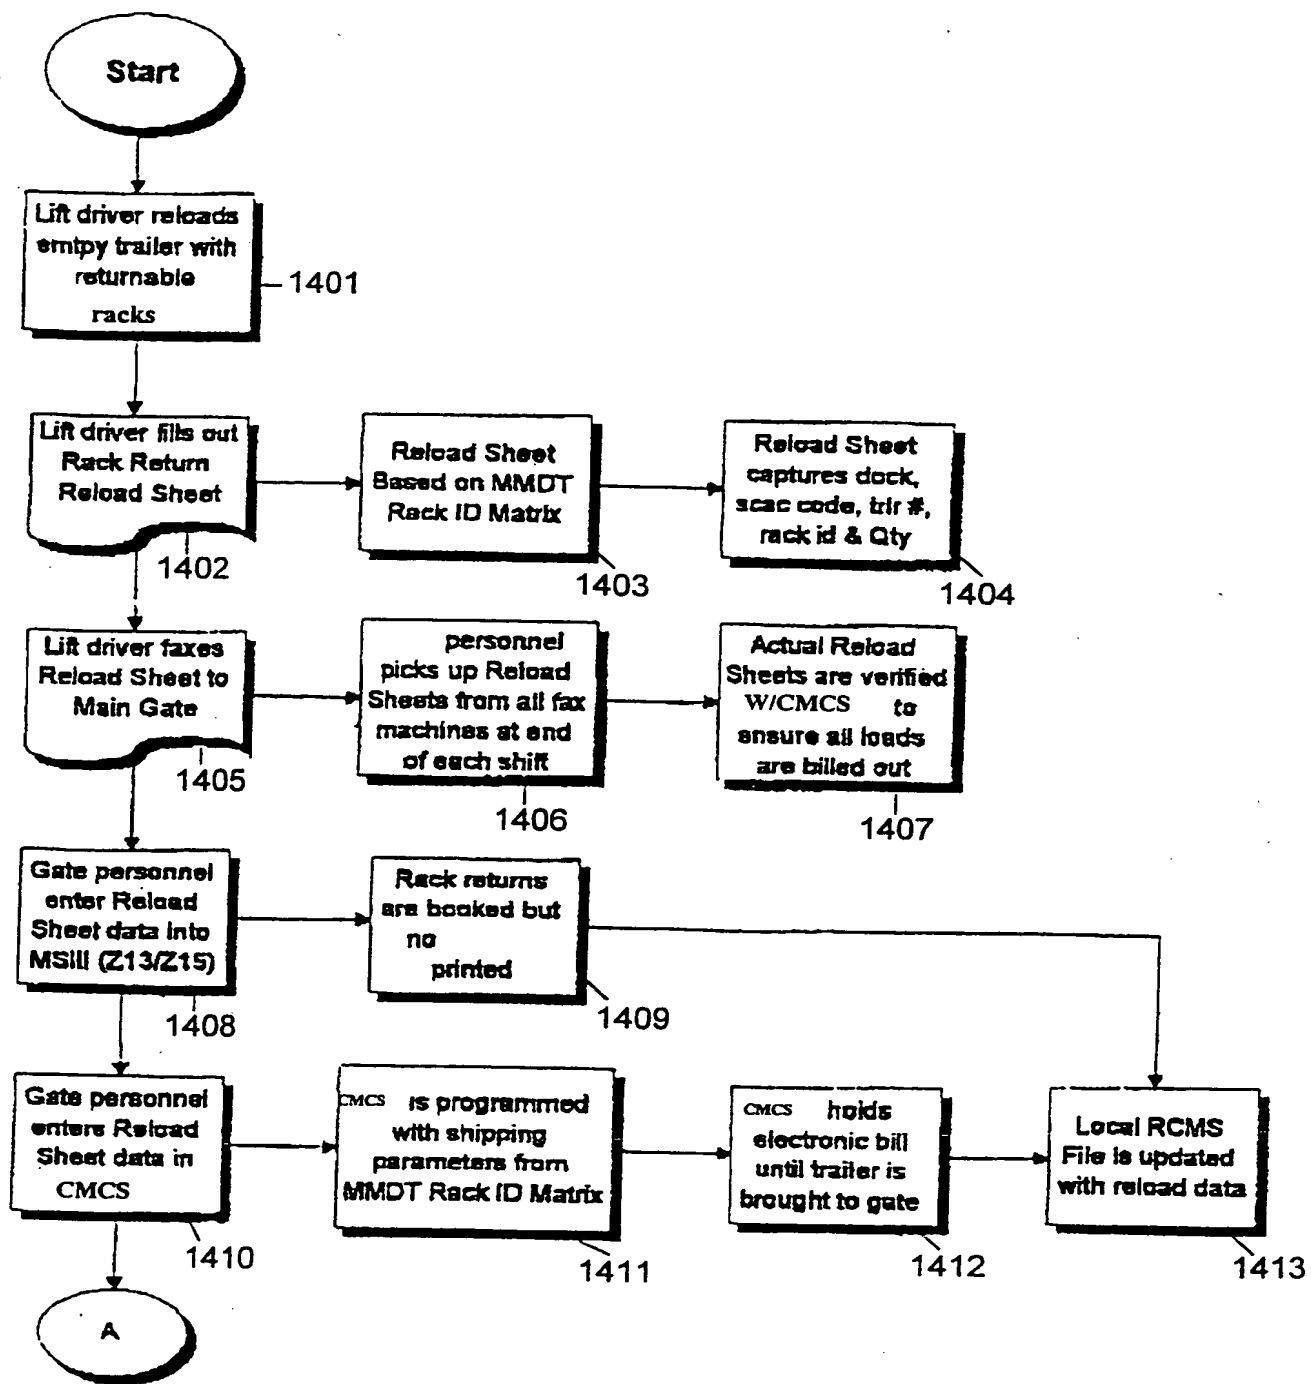 Start
Lift driver reloads
emtpy trailer with
returnable
racks
1401
Lift driver fills out
Rack Return
Reload Sheet
1402
Reload Sheet
Based on MMDT
Rack ID Matrix
1403
Reload Sheet
captures dock,
scac code, trlr #,
rack id & Qty
1404
Lift driver faxes
Reload Sheet to
Main Gate
1405
personnel
picks up Reload
Sheets from all fax
machines at end
of each shift
1406
Actual Reload
Sheets are verified
W/CMCS to
ensure all loads
are billed out
1407
Gate personnel
enter Reload
Sheet data into
MSIII (Z13/Z15)
1408
Rack returns
are booked but
no
printed
1409
Gate personnel
enters Reload
Sheet data in
CMCS
1410
CMCS is programmed
with shipping
parameters from
MMDT Rack ID Matrix
1411
CMCS holds
electronic bill
until trailer is
brought to gate
1412
Local RCMS
File is updated
with reload data
1413
A